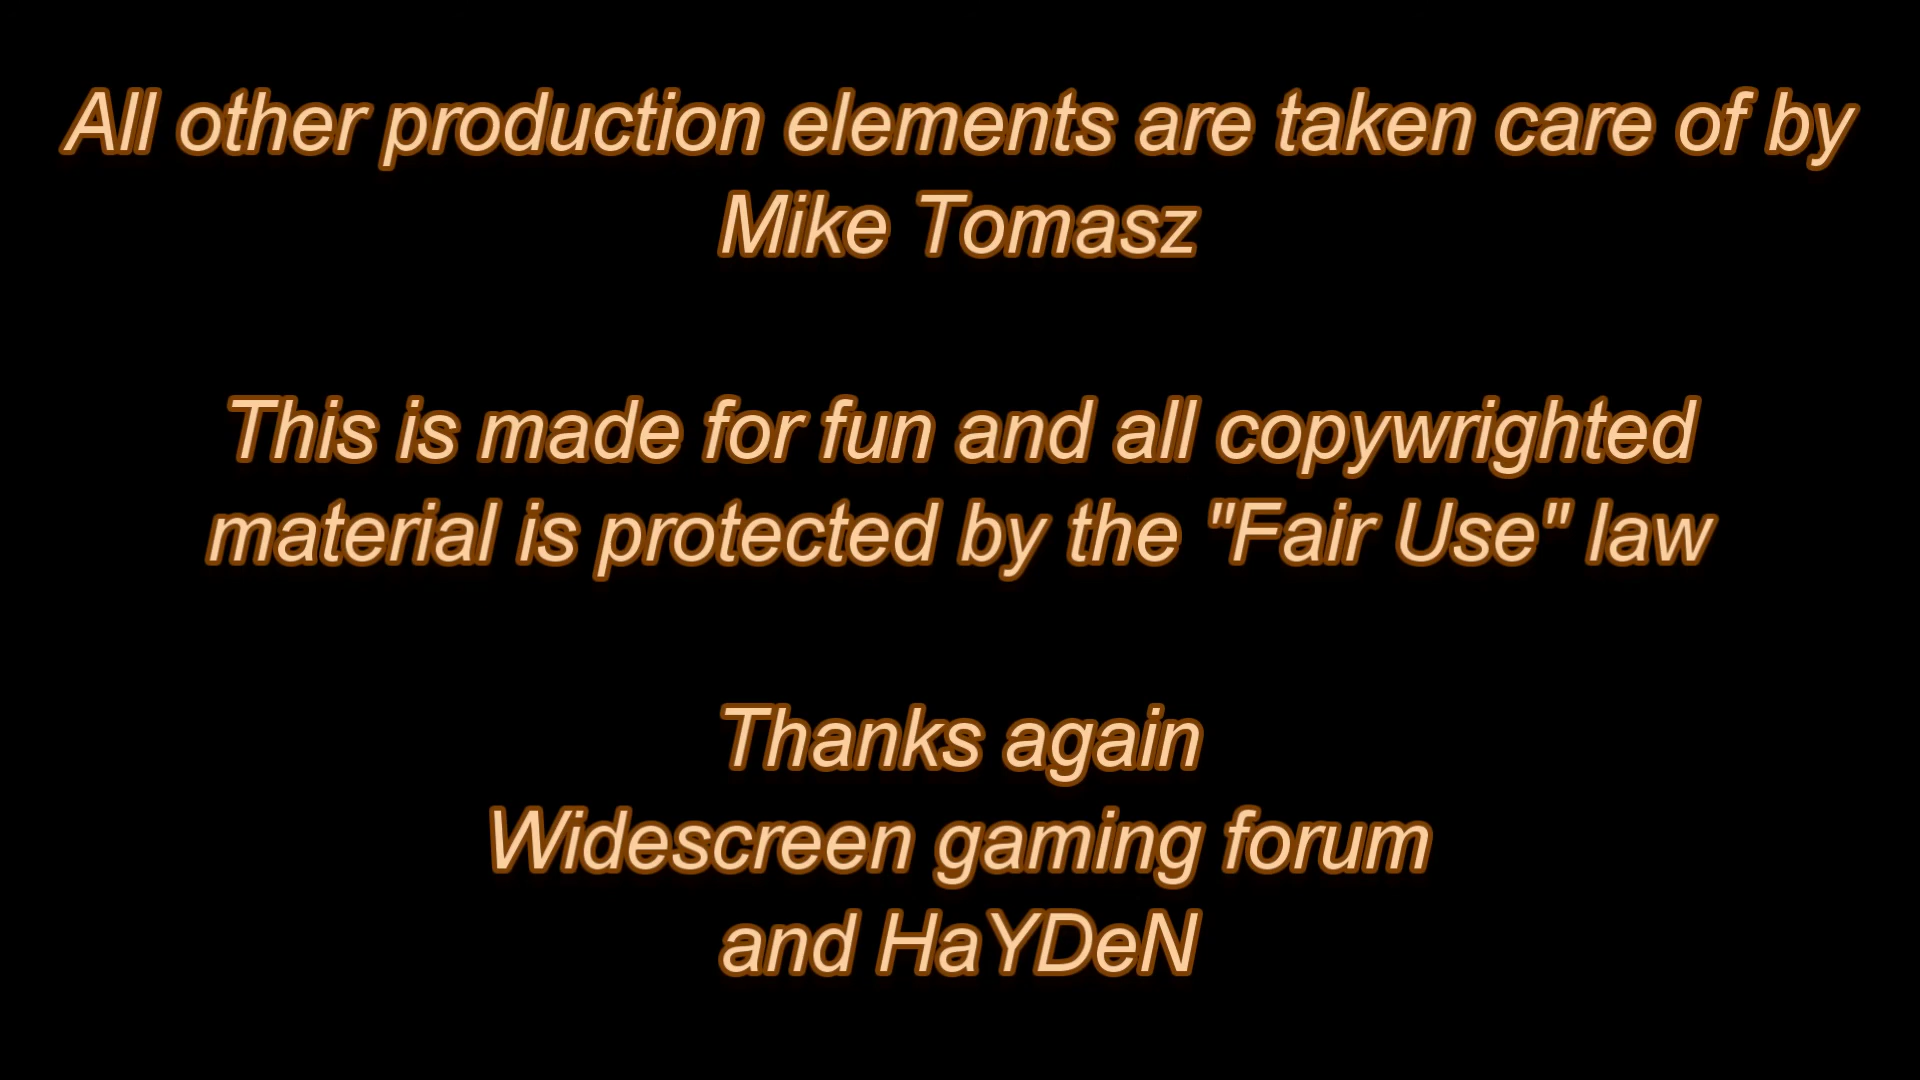 All other production elements are taken care of by
Mike Tomasz
This is made for fun and all copywrighted
material is protected by the "Fair Use" law
Thanks again
Widescreen gaming forum
and HaYDeN